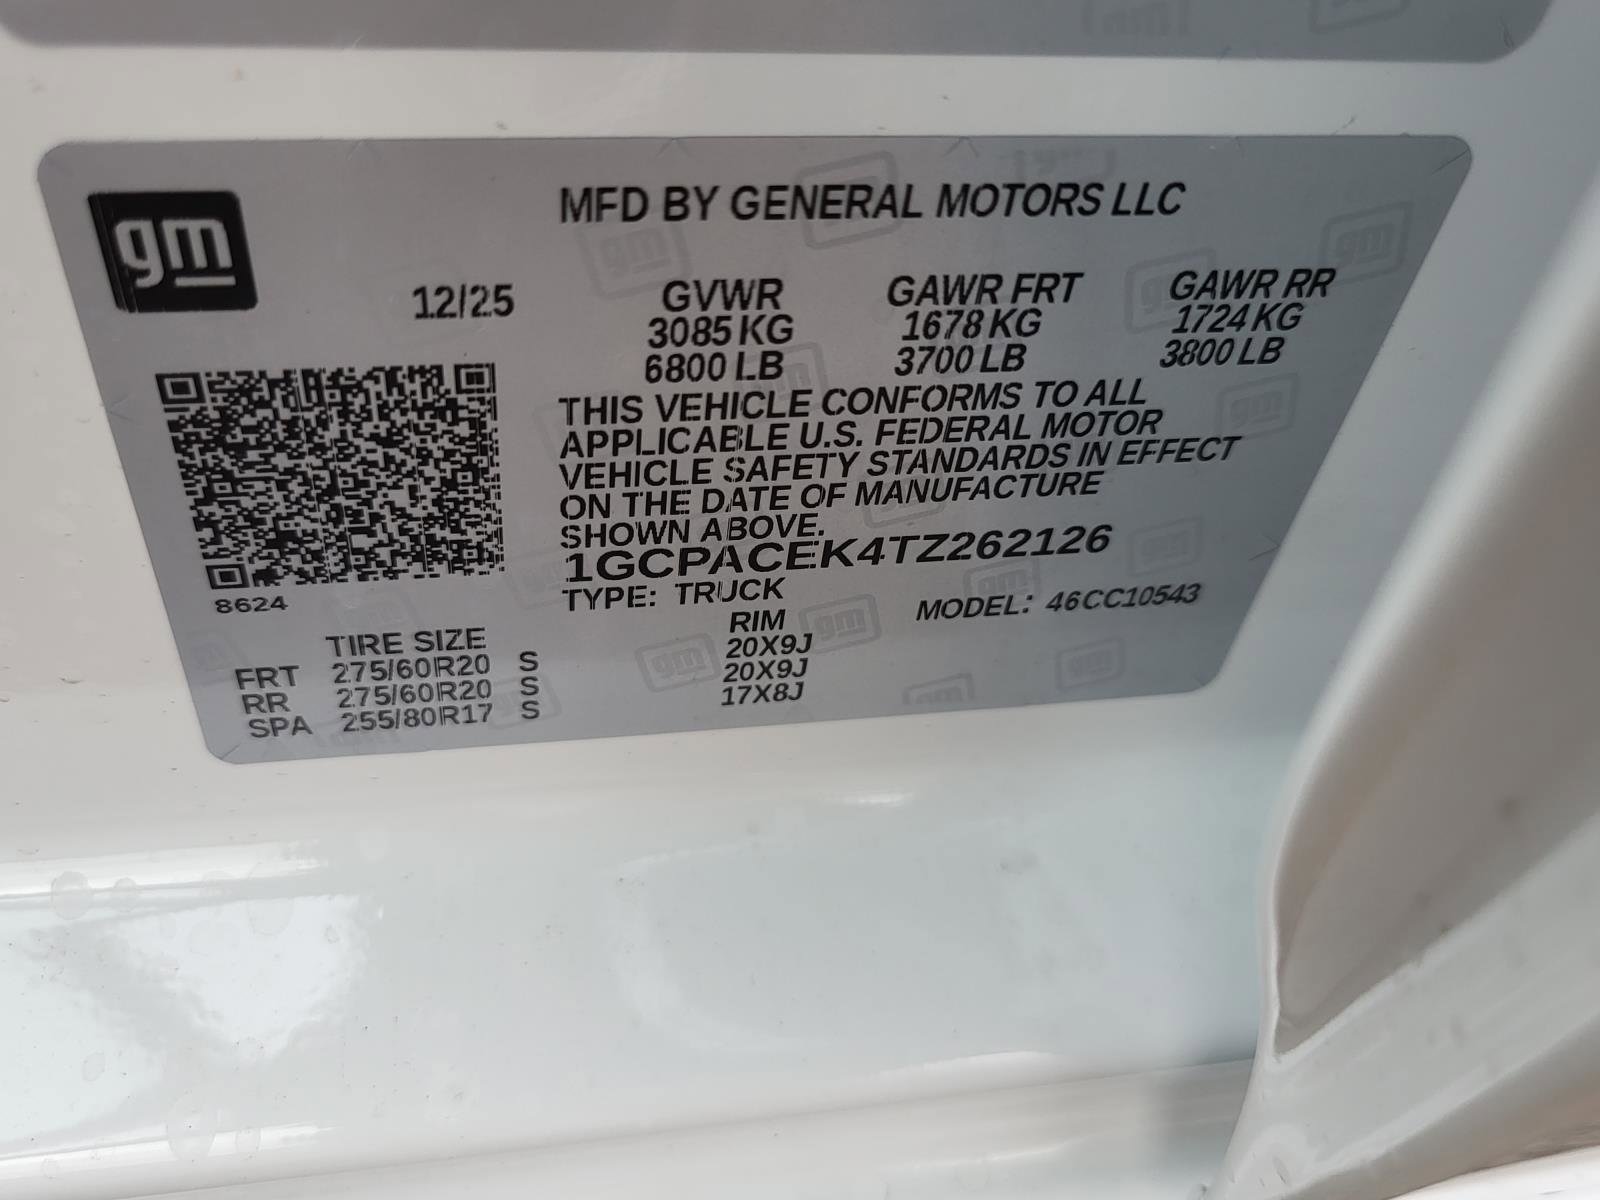 gm
MFD BY GENERAL MOTORS LLC
12/25
GVWR GAWR FRT GAWR RR
3085 KG 1678 KG 1724 KG
6800 LB 3700 LB 3800 LB
THIS VEHICLE CONFORMS TO ALL
APPLICABLE U.S. FEDERAL MOTOR
VEHICLE SAFETY STANDARDS IN EFFECT
ON THE DATE OF MANUFACTURE
SHOWN ABOVE.
1GCPACEK4TZ262126
TYPE: TRUCK MODEL: 46CC10543
8624
TIRE SIZE RIM
FRT 275/60R20 S 20X9J
RR 275/60R20 S 20X9J
SPA 255/80R17 S 17X8J